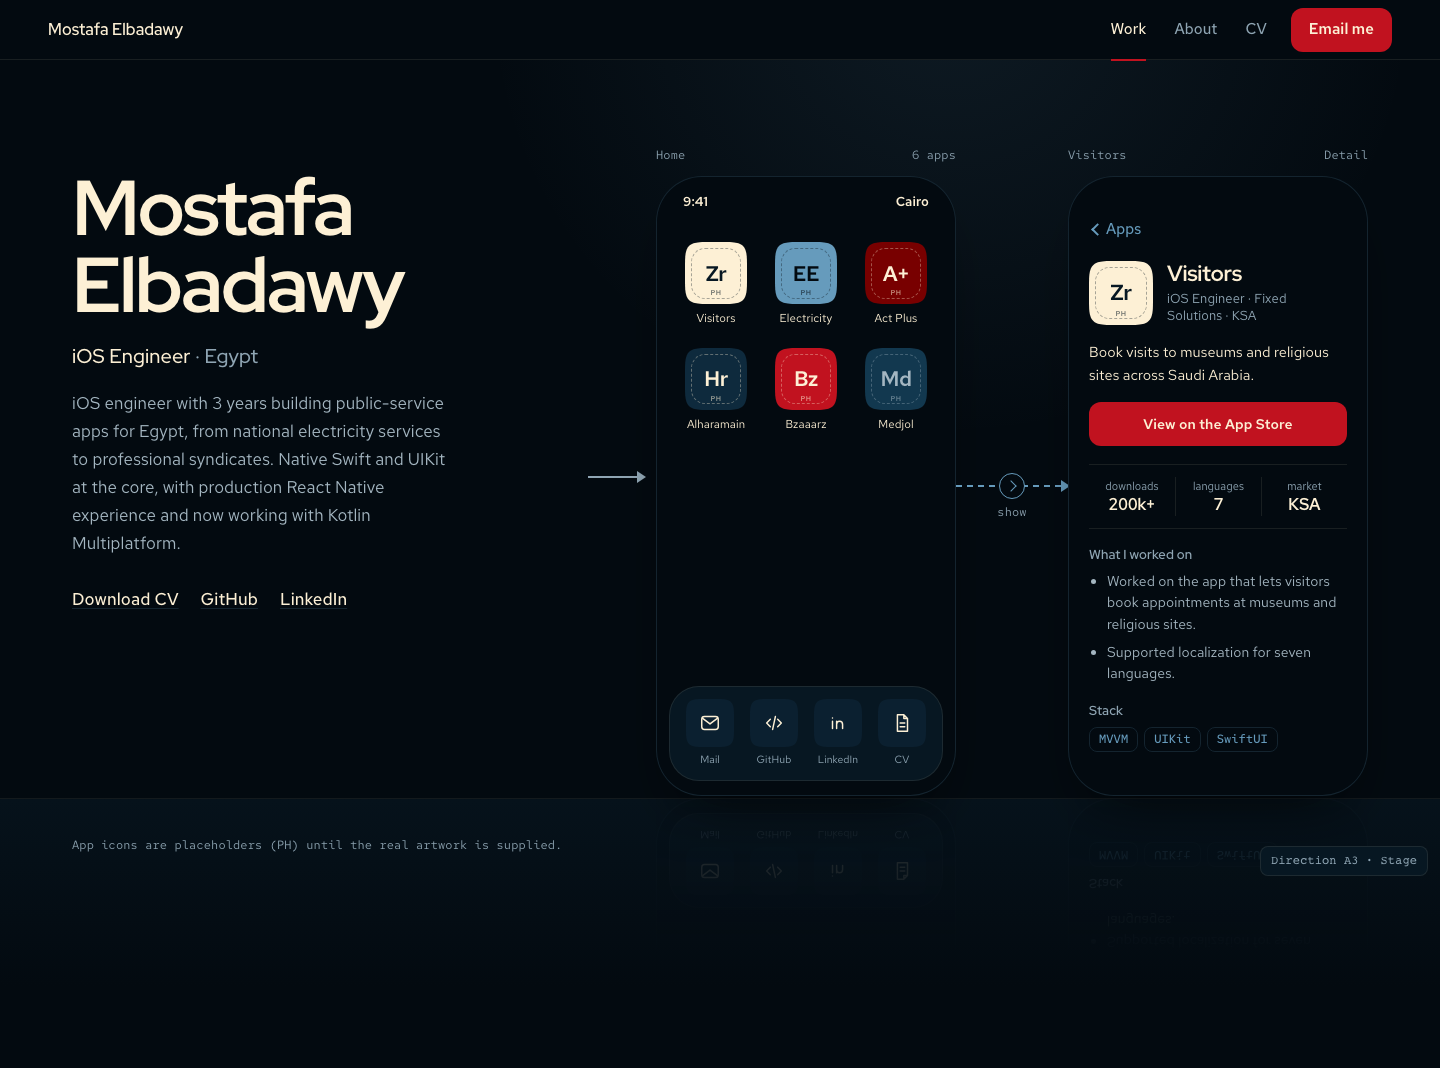 Mostafa Elbadawy
Work About CV Email me
Home 6 apps
Visitors Detail
Mostafa
Elbadawy
iOS Engineer · Egypt
iOS engineer with 3 years building public-service
apps for Egypt, from national electricity services
to professional syndicates. Native Swift and UIKit
at the core, with production React Native
experience and now working with Kotlin
Multiplatform.
Download CV GitHub LinkedIn
9:41 Cairo
Zr EE A+
PH PH PH
Visitors Electricity Act Plus
Hr Bz Md
PH PH PH
Alharamain Bzaaarz Medjol
Mail GitHub in LinkedIn CV
show
Apps
Zr
PH
Visitors
iOS Engineer · Fixed
Solutions · KSA
Book visits to museums and religious
sites across Saudi Arabia.
View on the App Store
downloads languages market
200k+ 7 KSA
What I worked on
• Worked on the app that lets visitors
book appointments at museums and
religious sites.
• Supported localization for seven
languages.
Stack
MVVM UIKit SwiftUI
App icons are placeholders (PH) until the real artwork is supplied.
Direction A3 · Stage